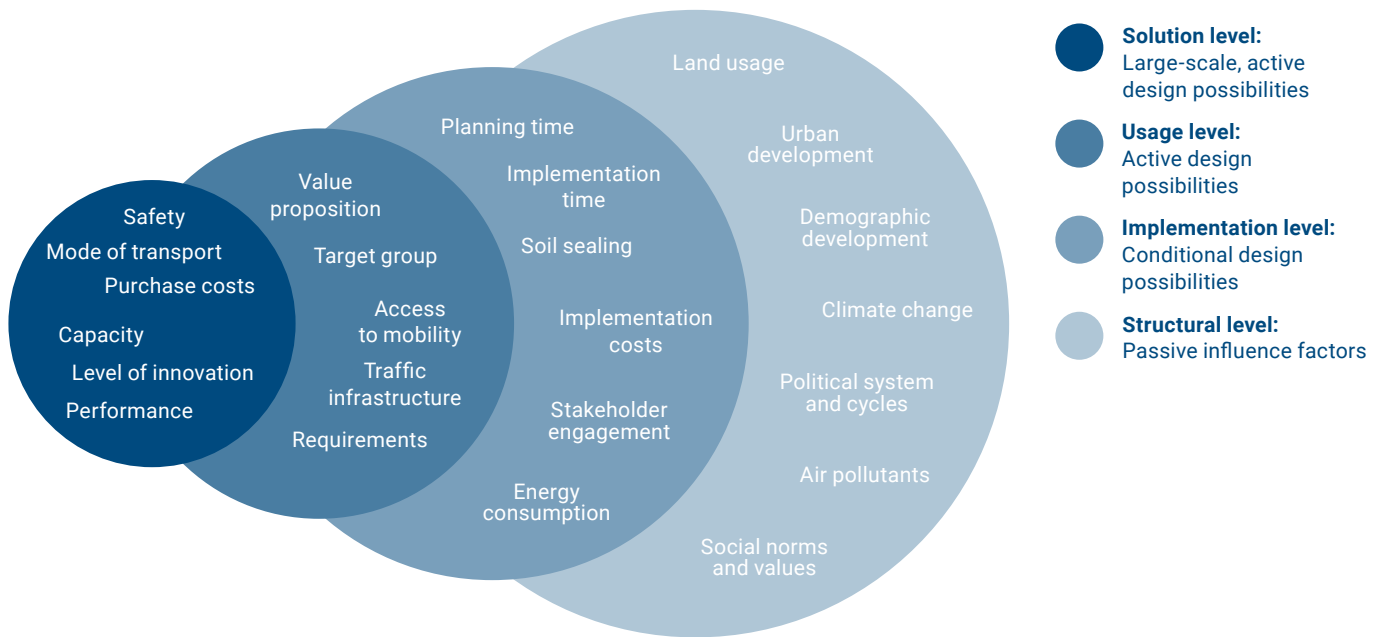 Safety
Mode of transport
Purchase costs
Capacity
Level of innovation
Performance
Value
proposition
Target group
Access
to mobility
Traffic
infrastructure
Requirements
Planning time
Implementation
time
Soil sealing
Implementation
costs
Stakeholder
engagement
Energy
consumption
Land usage
Urban
development
Demographic
development
Climate change
Political system
and cycles
Air pollutants
Social norms
and values
Solution level:
Large-scale, active
design possibilities
Usage level:
Active design
possibilities
Implementation level:
Conditional design
possibilities
Structural level:
Passive influence factors